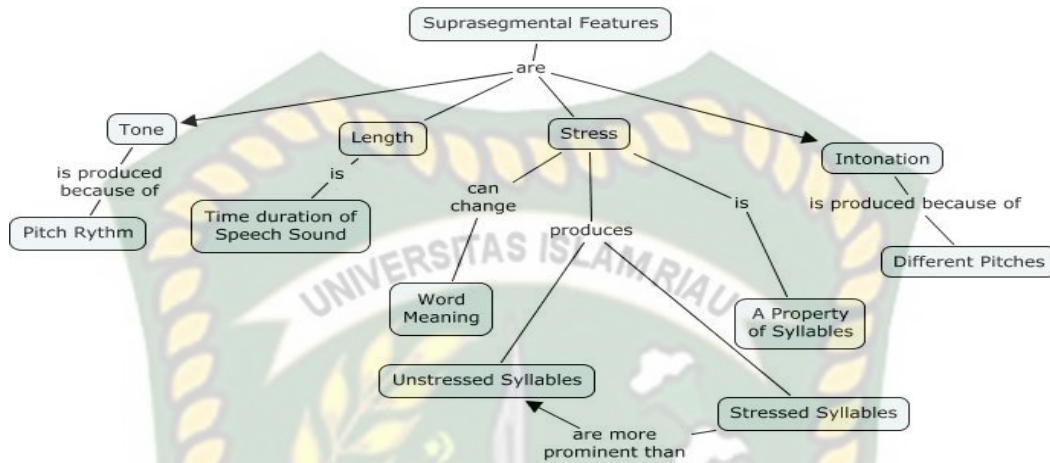 Suprasegmental Features
are
Tone
Length
Stress
Intonation
is produced
because of
is
can
change
produces
is
is produced because of
Pitch Rythm
Time duration of
Speech Sound
Different Pitches
UNIVERSITAS ISLAM RIAU
Word
Meaning
A Property
of Syllables
Unstressed Syllables
Stressed Syllables
are more
prominent than